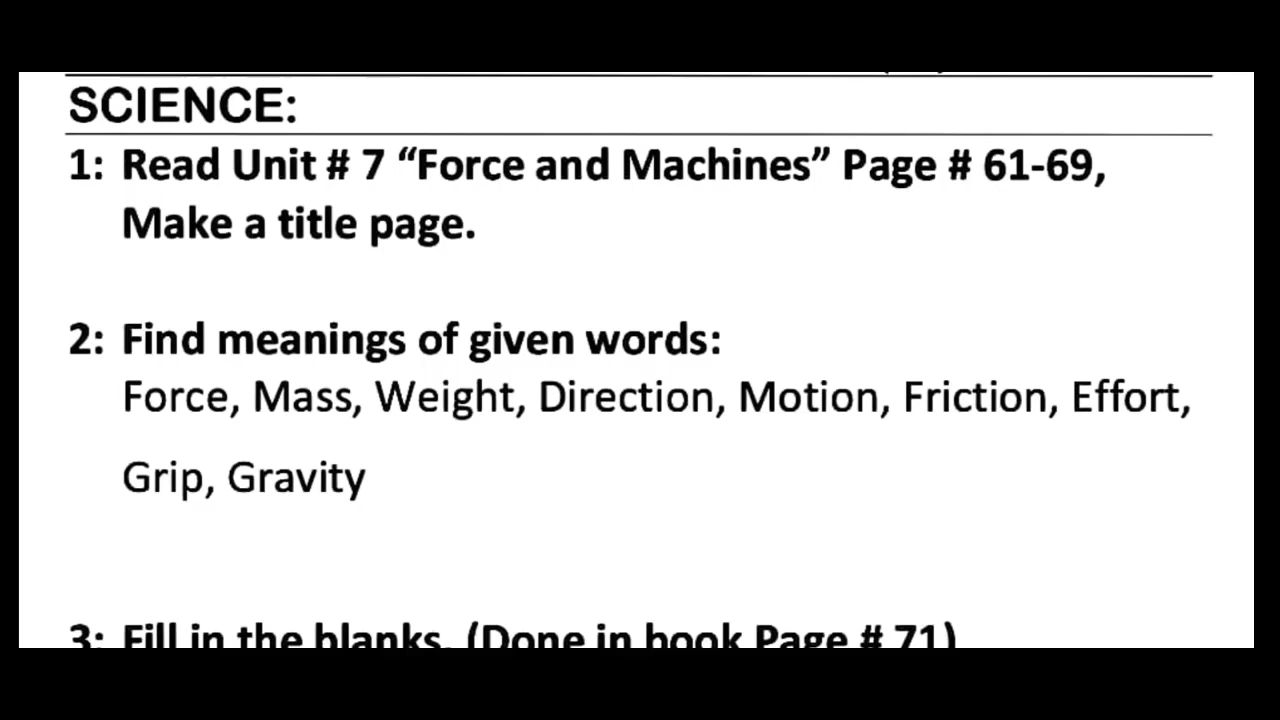 SCIENCE:
1: Read Unit # 7 “Force and Machines” Page # 61-69,
Make a title page.
2: Find meanings of given words:
Force, Mass, Weight, Direction, Motion, Friction, Effort,
Grip, Gravity
3: Fill in the blanks. (Done in book Page # 71)